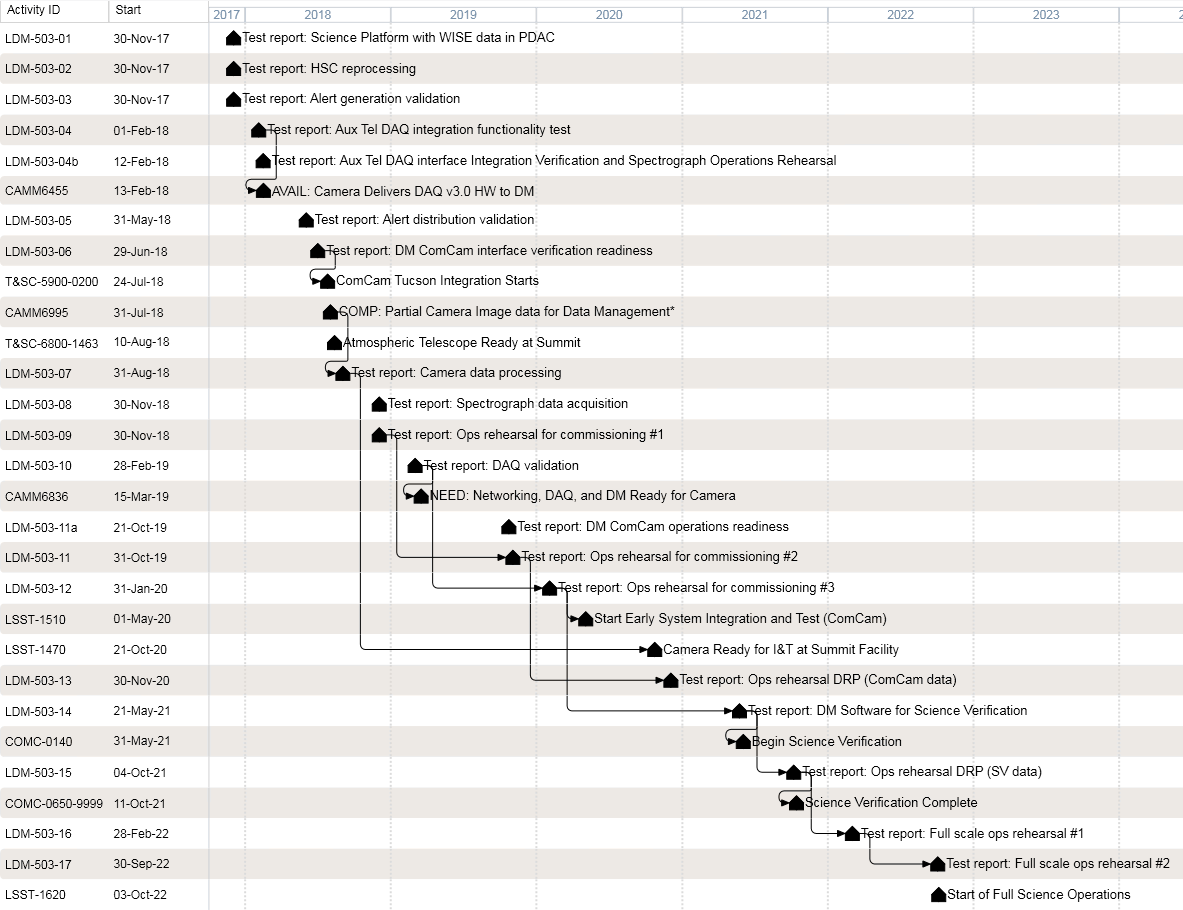 Activity ID Start 2017 2018 2019 2020 2021 2022 2023 2
LDM-503-01 30-Nov-17 Test report: Science Platform with WISE data in PDAC
LDM-503-02 30-Nov-17 Test report: HSC reprocessing
LDM-503-03 30-Nov-17 Test report: Alert generation validation
LDM-503-04 01-Feb-18 Test report: Aux Tel DAQ integration functionality test
LDM-503-04b 12-Feb-18 Test report: Aux Tel DAQ interface Integration Verification and Spectrograph Operations Rehearsal
CAMM6455 13-Feb-18 AVAIL: Camera Delivers DAQ v3.0 HW to DM
LDM-503-05 31-May-18 Test report: Alert distribution validation
LDM-503-06 29-Jun-18 Test report: DM ComCam interface verification readiness
T&SC-5900-0200 24-Jul-18 ComCam Tucson Integration Starts
CAMM6995 31-Jul-18 COMP: Partial Camera Image data for Data Management*
T&SC-6800-1463 10-Aug-18 Atmospheric Telescope Ready at Summit
LDM-503-07 31-Aug-18 Test report: Camera data processing
LDM-503-08 30-Nov-18 Test report: Spectrograph data acquisition
LDM-503-09 30-Nov-18 Test report: Ops rehearsal for commissioning #1
LDM-503-10 28-Feb-19 Test report: DAQ validation
CAMM6836 15-Mar-19 NEED: Networking, DAQ, and DM Ready for Camera
LDM-503-11a 21-Oct-19 Test report: DM ComCam operations readiness
LDM-503-11 31-Oct-19 Test report: Ops rehearsal for commissioning #2
LDM-503-12 31-Jan-20 Test report: Ops rehearsal for commissioning #3
LSST-1510 01-May-20 Start Early System Integration and Test (ComCam)
LSST-1470 21-Oct-20 Camera Ready for I&T at Summit Facility
LDM-503-13 30-Nov-20 Test report: Ops rehearsal DRP (ComCam data)
LDM-503-14 21-May-21 Test report: DM Software for Science Verification
COMC-0140 31-May-21 Begin Science Verification
LDM-503-15 04-Oct-21 Test report: Ops rehearsal DRP (SV data)
COMC-0650-9999 11-Oct-21 Science Verification Complete
LDM-503-16 28-Feb-22 Test report: Full scale ops rehearsal #1
LDM-503-17 30-Sep-22 Test report: Full scale ops rehearsal #2
LSST-1620 03-Oct-22 Start of Full Science Operations